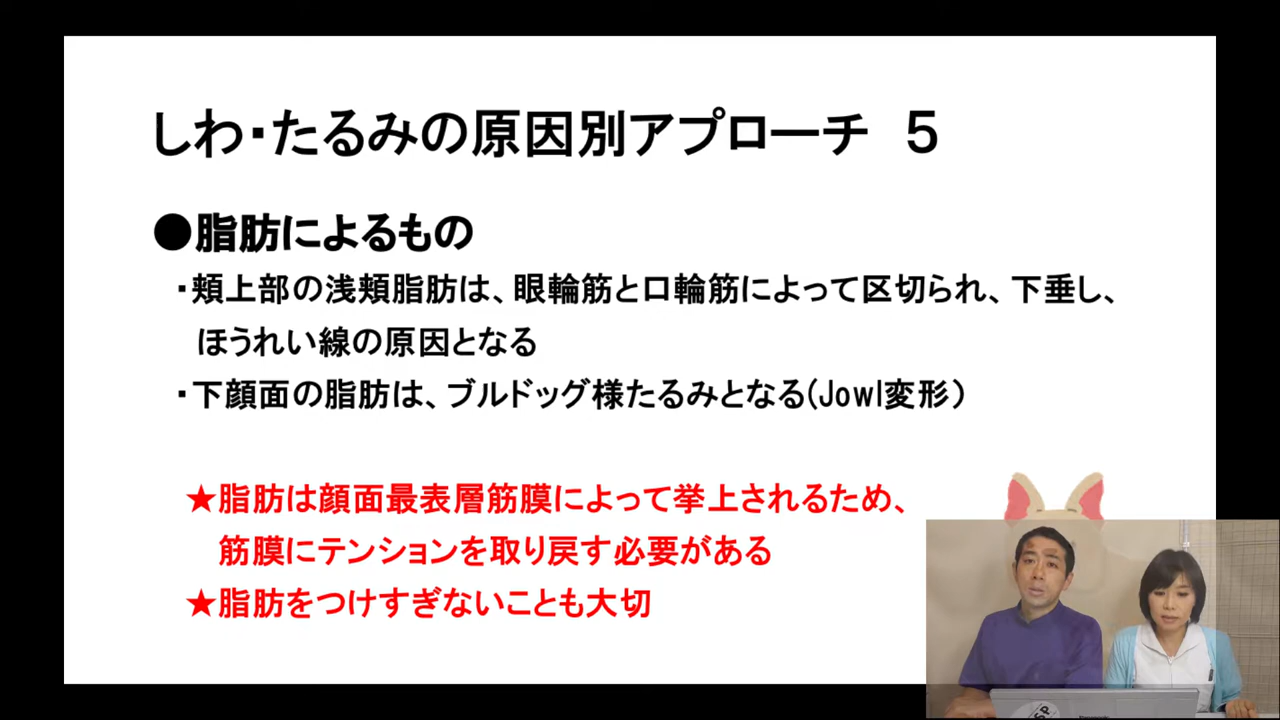 しわ・たるみの原因別アプローチ 5
●脂肪によるもの
・頬上部の浅頬脂肪は、眼輪筋と口輪筋によって区切られ、下垂し、
ほうれい線の原因となる
・下顔面の脂肪は、ブルドッグ様たるみとなる(Jowl変形)
★脂肪は顔面最表層筋膜によって挙上されるため、
筋膜にテンションを取り戻す必要がある
★脂肪をつけすぎないことも大切